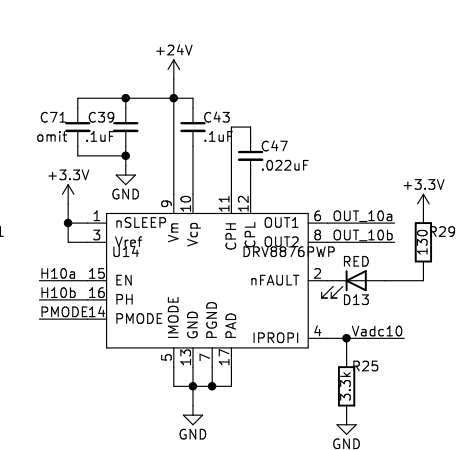 +24V
C71 C39 C43
omit .1uF .1uF
C47
.022uF
+3.3V
GND
+3.3V
9 10 11 12
1 nSLEEP Vm Vcp CPH CPL OUT1 6 OUT_10a
3 Vref OUT2 8 OUT_10b
U14 DRV8876PWP
130 R29
RED
H10a 15 EN nFAULT 2
H10b 16 PH D13
PMODE 14 PMODE IMODE GND PGND PAD
IPROPI 4 Vadc10
5 13 7 17
3.3k R25
GND
GND